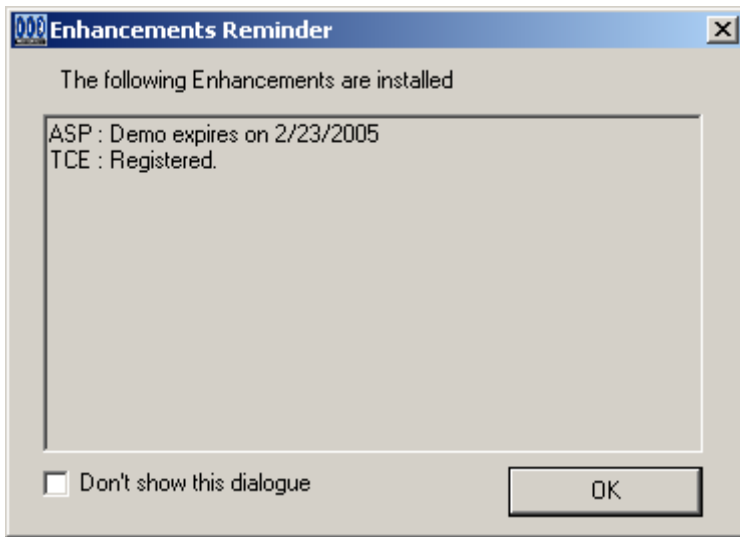 Enhancements Reminder
The following Enhancements are installed
ASP : Demo expires on 2/23/2005
TCE : Registered.
Don't show this dialogue
OK